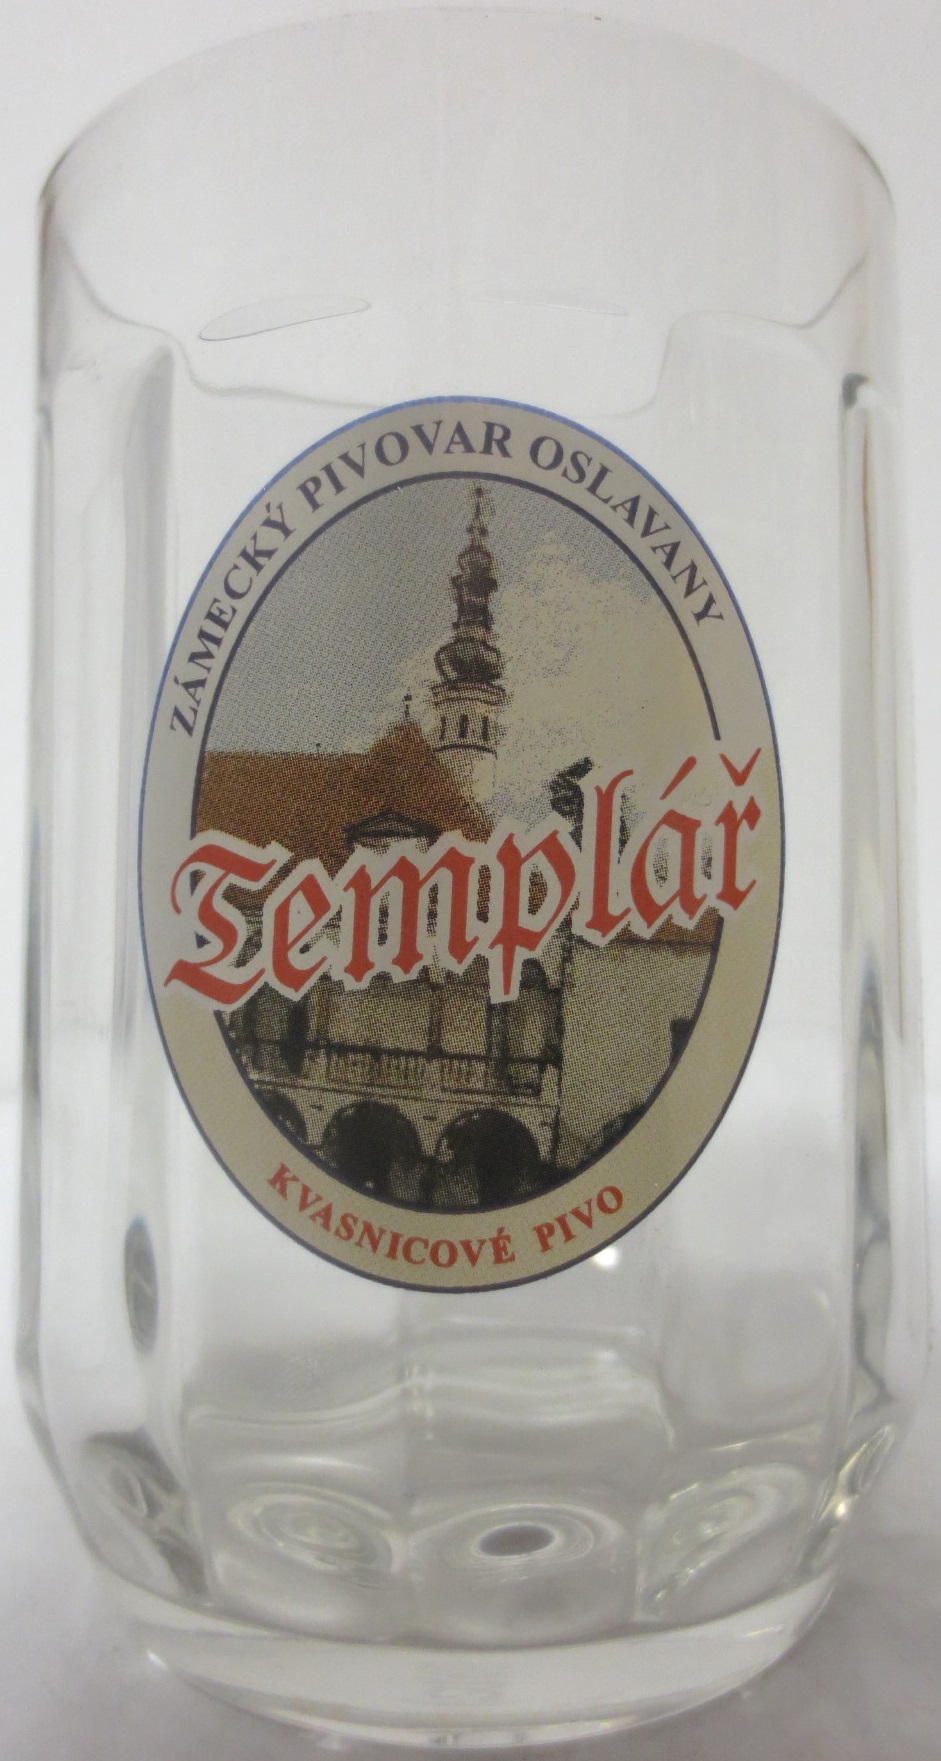 ZÁMECKÝ PIVOVAR OSLAVANY
Templář
KVASNICOVÉ PIVO